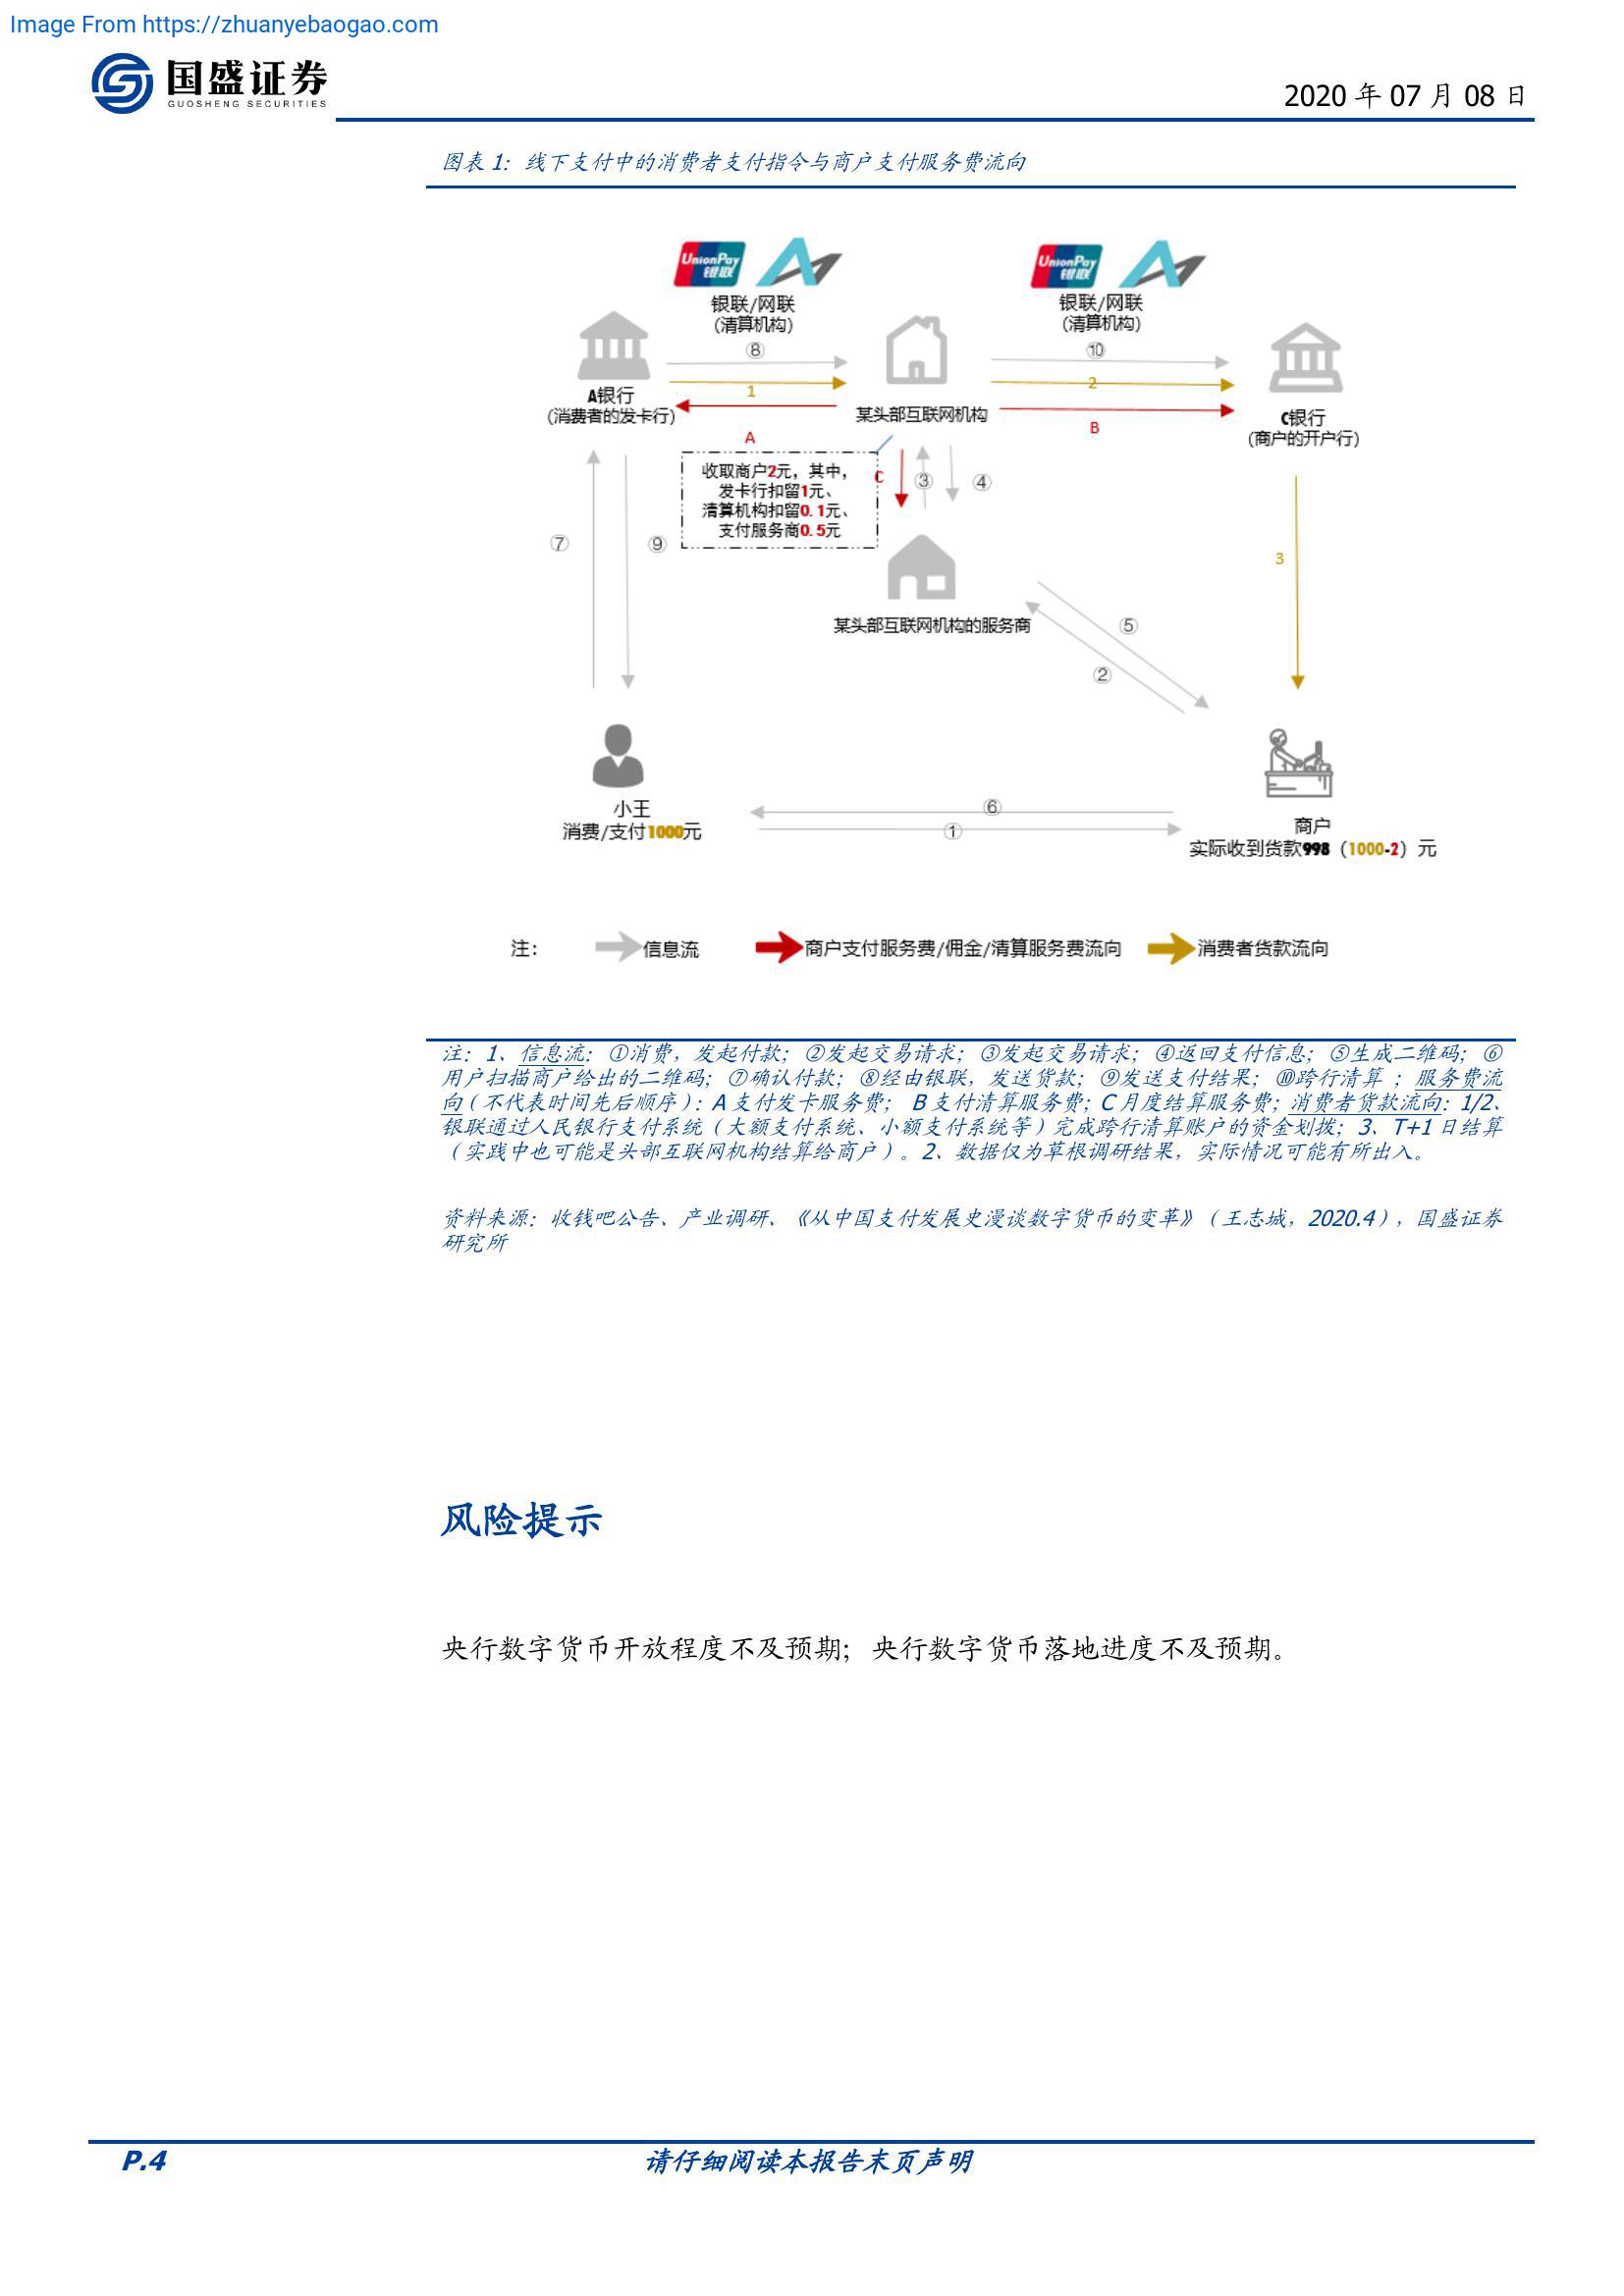 Image From https://zhuanyebaogao.com
国盛证券
GUOSHENG SECURITIES
2020 年 07 月 08 日
图表 1：线下支付中的消费者支付指令与商户支付服务费流向
UnionPay
银联
UnionPay
银联
银联/网联
(清算机构)
银联/网联
(清算机构)
⑧
⑩
1
2
A银行
(消费者的发卡行)
某头部互联网机构
C银行
(商户的开户行)
A
B
收取商户2元，其中，
发卡行扣留1元、
清算机构扣留0.1元、
支付服务商0.5元
C
③
④
⑦
⑨
3
某头部互联网机构的服务商
⑤
②
小王
消费/支付1000元
⑥
①
商户
实际收到货款998（1000-2）元
注：
信息流
商户支付服务费/佣金/清算服务费流向
消费者货款流向
注：1、信息流：①消费，发起付款；②发起交易请求；③发起交易请求；④返回支付信息；⑤生成二维码；⑥
用户扫描商户给出的二维码；⑦确认付款；⑧经由银联，发送货款；⑨发送支付结果；⑩跨行清算 ；服务费流
向（不代表时间先后顺序）：A 支付发卡服务费； B 支付清算服务费；C 月度结算服务费；消费者货款流向：1/2、
银联通过人民银行支付系统（大额支付系统、小额支付系统等）完成跨行清算账户的资金划拨；3、T+1 日结算
（实践中也可能是头部互联网机构结算给商户）。2、数据仅为草根调研结果，实际情况可能有所出入。
资料来源：收钱吧公告、产业调研、《从中国支付发展史漫谈数字货币的变革》（王志城，2020.4），国盛证券
研究所
风险提示
央行数字货币开放程度不及预期；央行数字货币落地进度不及预期。
P.4
请仔细阅读本报告末页声明